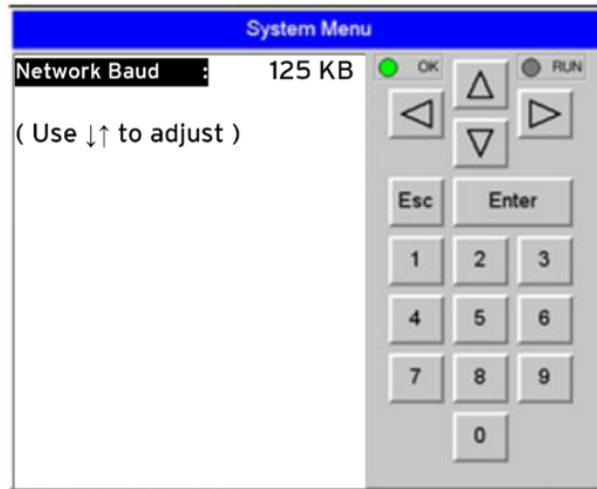 System Menu
Network Baud : 125 KB
( Use ↓↑ to adjust )
OK
RUN
Esc
Enter
1 2 3
4 5 6
7 8 9
0